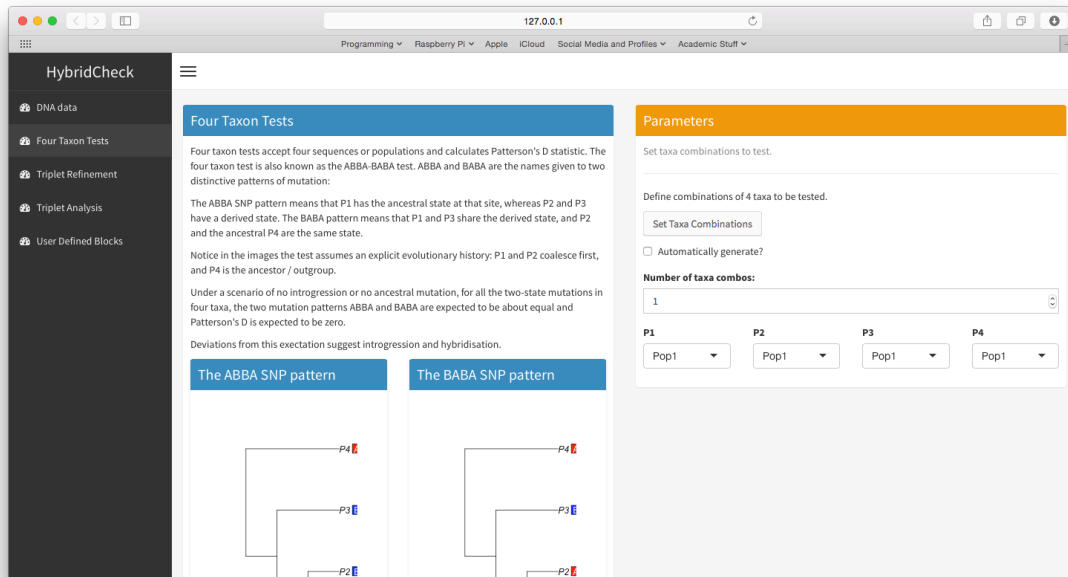 127.0.0.1
Programming
Raspberry Pi
Apple
iCloud
Social Media and Profiles
Academic Stuff
HybridCheck
DNA data
Four Taxon Tests
Triplet Refinement
Triplet Analysis
User Defined Blocks
Four Taxon Tests
Four taxon tests accept four sequences or populations and calculates Patterson's D statistic. The
four taxon test is also known as the ABBA-BABA test. ABBA and BABA are the names given to two
distinctive patterns of mutation:
The ABBA SNP pattern means that P1 has the ancestral state at that site, whereas P2 and P3
have a derived state. The BABA pattern means that P1 and P3 share the derived state, and P2
and the ancestral P4 are the same state.
Notice in the images the test assumes an explicit evolutionary history: P1 and P2 coalesce first,
and P4 is the ancestor / outgroup.
Under a scenario of no introgression or no ancestral mutation, for all the two-state mutations in
four taxa, the two mutation patterns ABBA and BABA are expected to be about equal and
Patterson's D is expected to be zero.
Deviations from this exectation suggest introgression and hybridisation.
The ABBA SNP pattern
P4 A
P3 B
P2 B
The BABA SNP pattern
P4 A
P3 B
P2 A
Parameters
Set taxa combinations to test.
Define combinations of 4 taxa to be tested.
Set Taxa Combinations
Automatically generate?
Number of taxa combos:
1
P1 P2 P3 P4
Pop1 Pop1 Pop1 Pop1